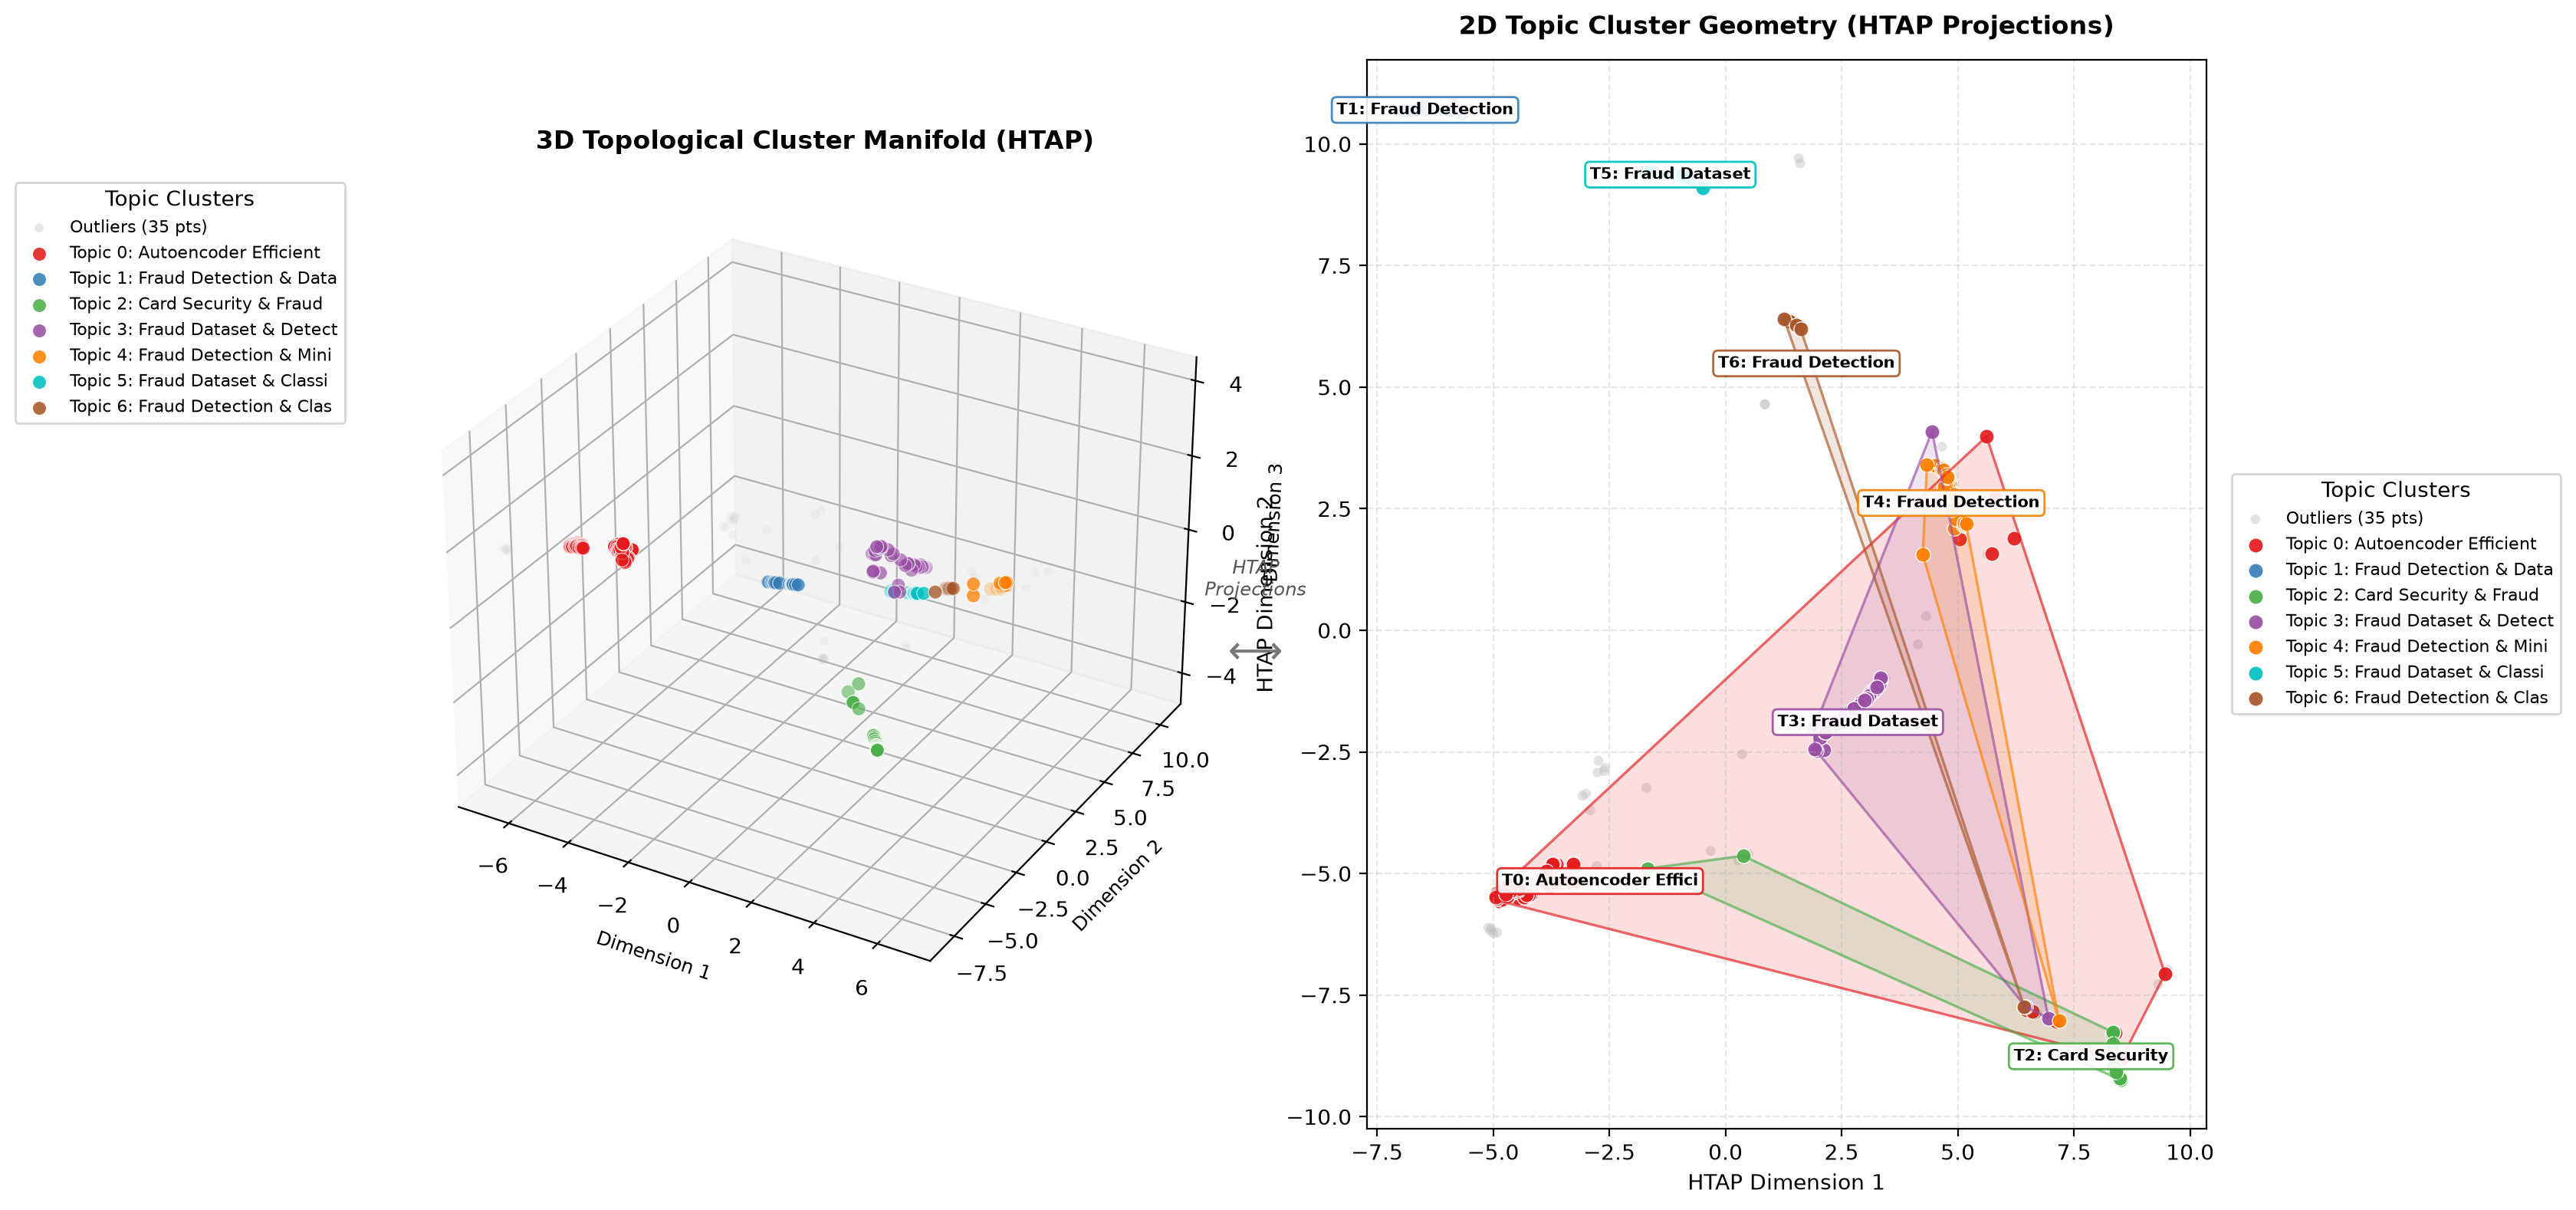 3D Topological Cluster Manifold (HTAP)
Topic Clusters
Outliers (35 pts)
Topic 0: Autoencoder Efficient
Topic 1: Fraud Detection & Data
Topic 2: Card Security & Fraud
Topic 3: Fraud Dataset & Detect
Topic 4: Fraud Detection & Mini
Topic 5: Fraud Dataset & Classi
Topic 6: Fraud Detection & Clas
4
2
0
−2
−4
Dimension 3
10.0
7.5
5.0
2.5
0.0
−2.5
−5.0
−7.5
Dimension 2
−6
−4
−2
0
2
4
6
Dimension 1
HTAP
Projections
2D Topic Cluster Geometry (HTAP Projections)
HTAP Dimension 2
10.0
7.5
5.0
2.5
0.0
−2.5
−5.0
−7.5
−10.0
T1: Fraud Detection
T5: Fraud Dataset
T6: Fraud Detection
T4: Fraud Detection
T3: Fraud Dataset
T0: Autoencoder Effici
T2: Card Security
−7.5
−5.0
−2.5
0.0
2.5
5.0
7.5
10.0
HTAP Dimension 1
Topic Clusters
Outliers (35 pts)
Topic 0: Autoencoder Efficient
Topic 1: Fraud Detection & Data
Topic 2: Card Security & Fraud
Topic 3: Fraud Dataset & Detect
Topic 4: Fraud Detection & Mini
Topic 5: Fraud Dataset & Classi
Topic 6: Fraud Detection & Clas